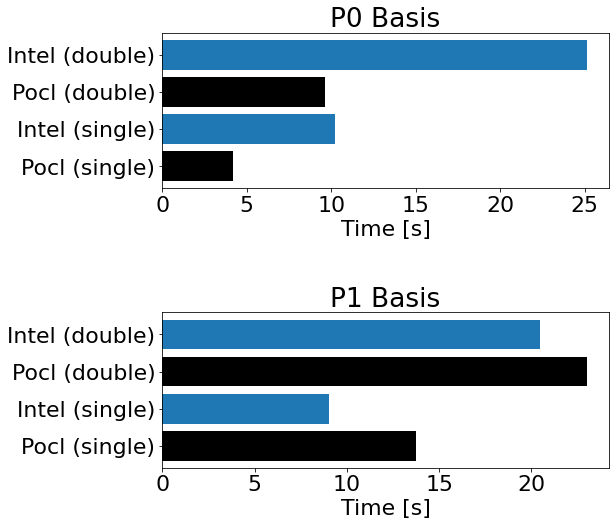 P0 Basis
Intel (double)
Pocl (double)
Intel (single)
Pocl (single)
0 5 10 15 20 25
Time [s]
P1 Basis
Intel (double)
Pocl (double)
Intel (single)
Pocl (single)
0 5 10 15 20
Time [s]